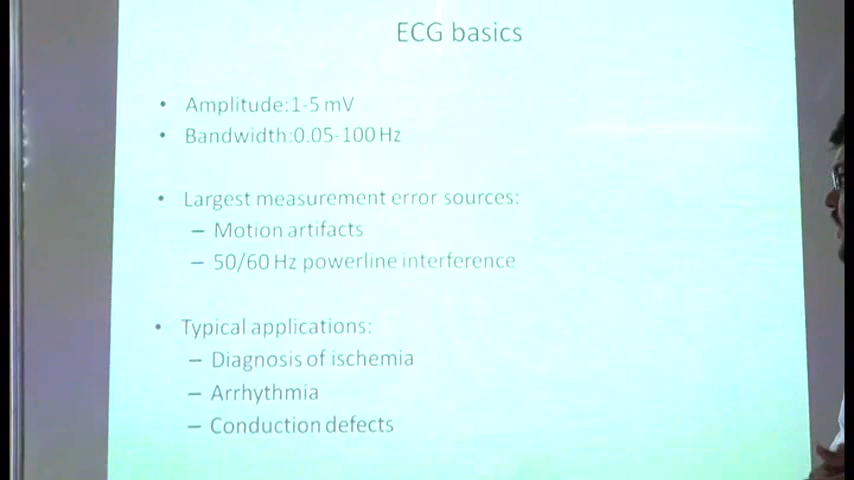 ECG basics
• Amplitude:1-5 mV
• Bandwidth:0.05-100 Hz
• Largest measurement error sources:
– Motion artifacts
– 50/60 Hz powerline interference
• Typical applications:
– Diagnosis of ischemia
– Arrhythmia
– Conduction defects